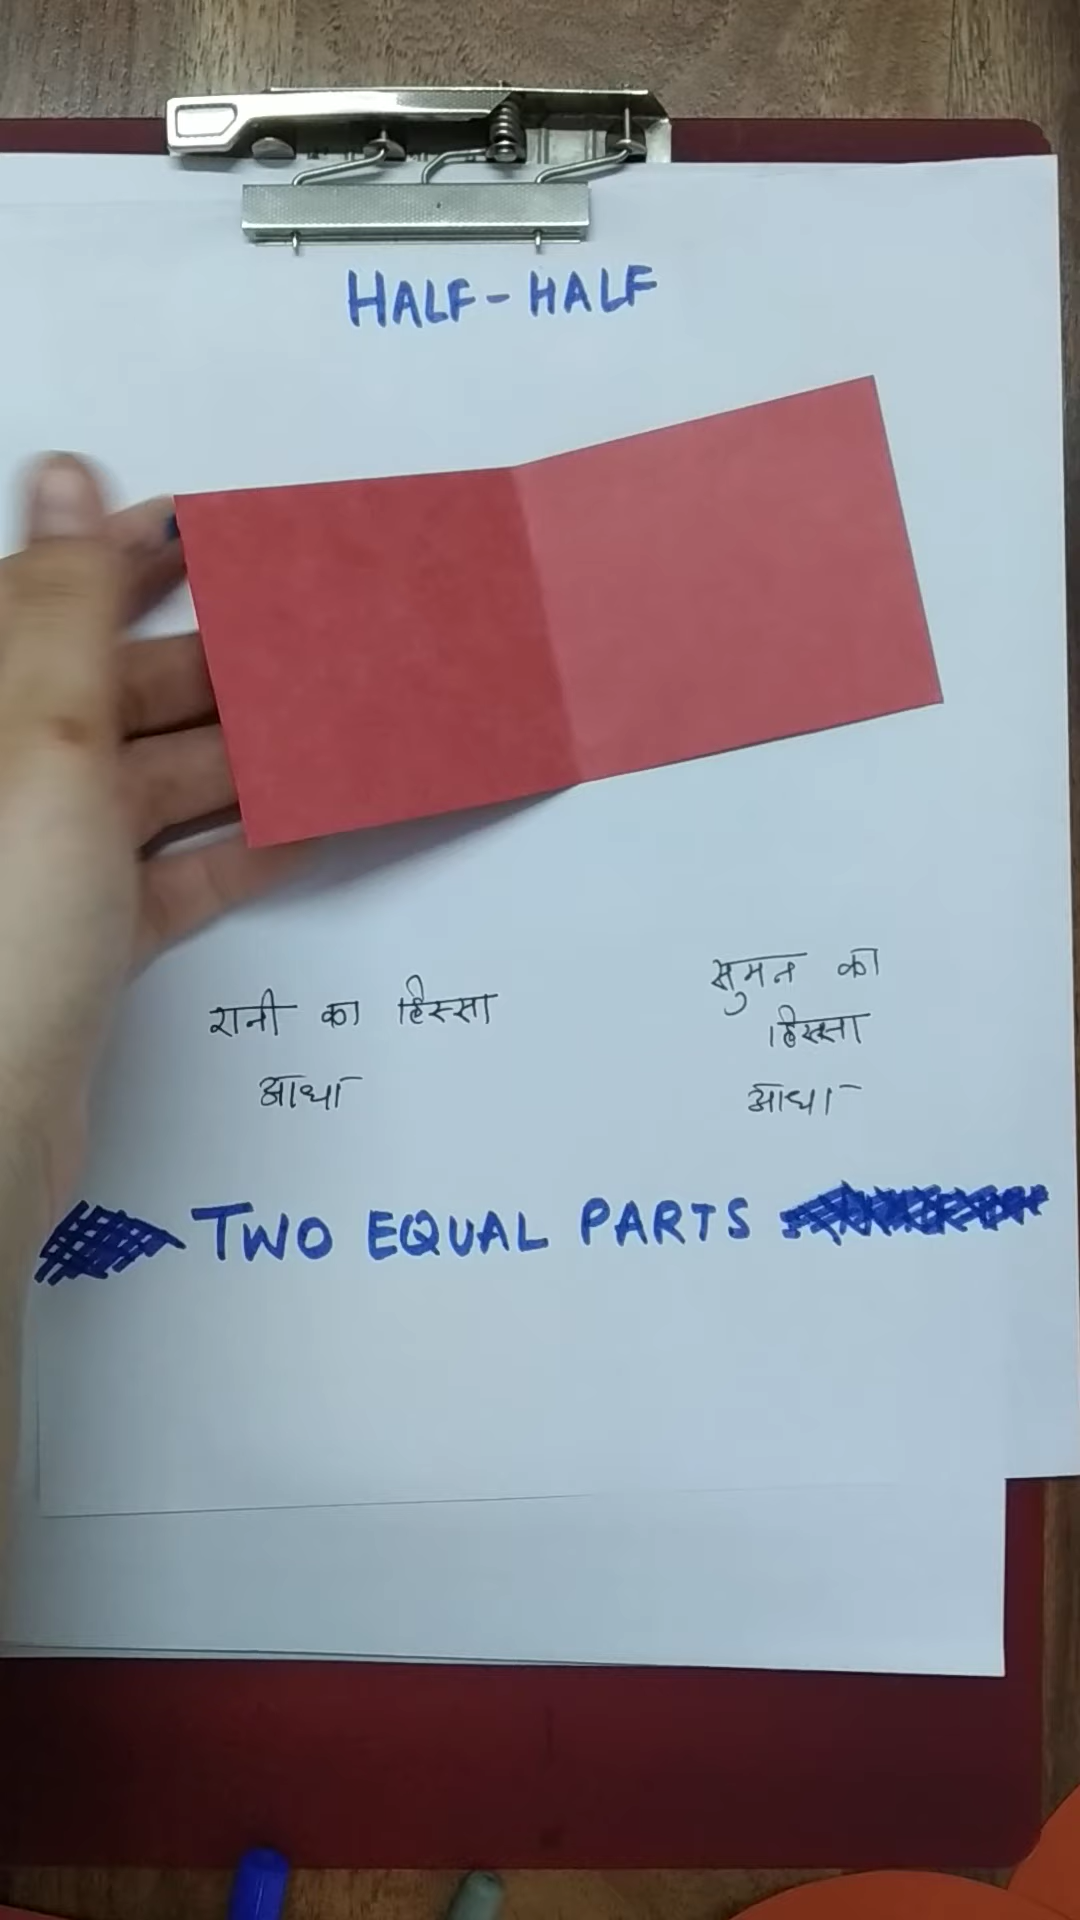 HALF-HALF
रानी का हिस्सा
आधा
सुमन का
हिस्सा
आधा
TWO EQUAL PARTS